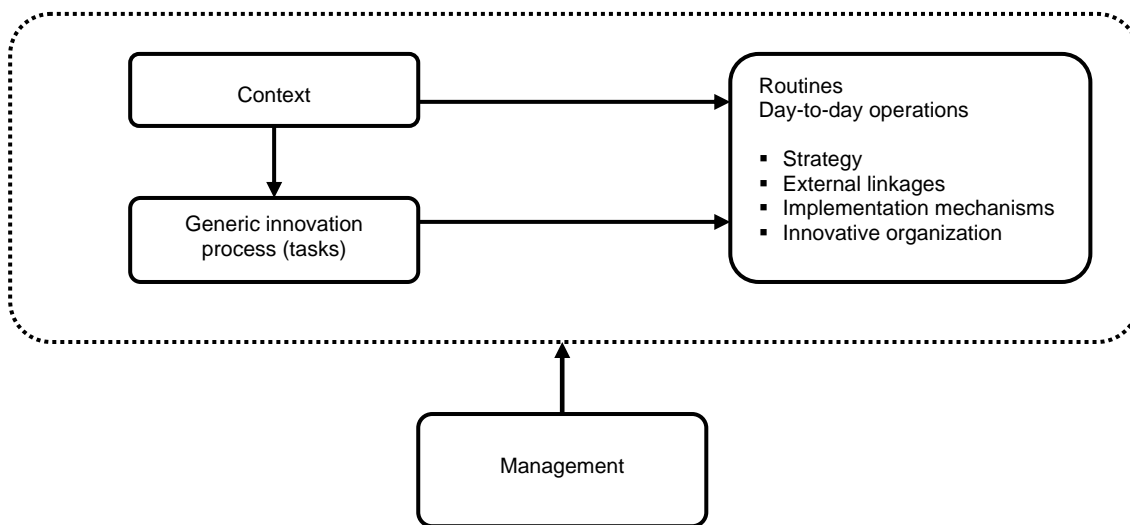 Context
Generic innovation
process (tasks)
Routines
Day-to-day operations
▪ Strategy
▪ External linkages
▪ Implementation mechanisms
▪ Innovative organization
Management